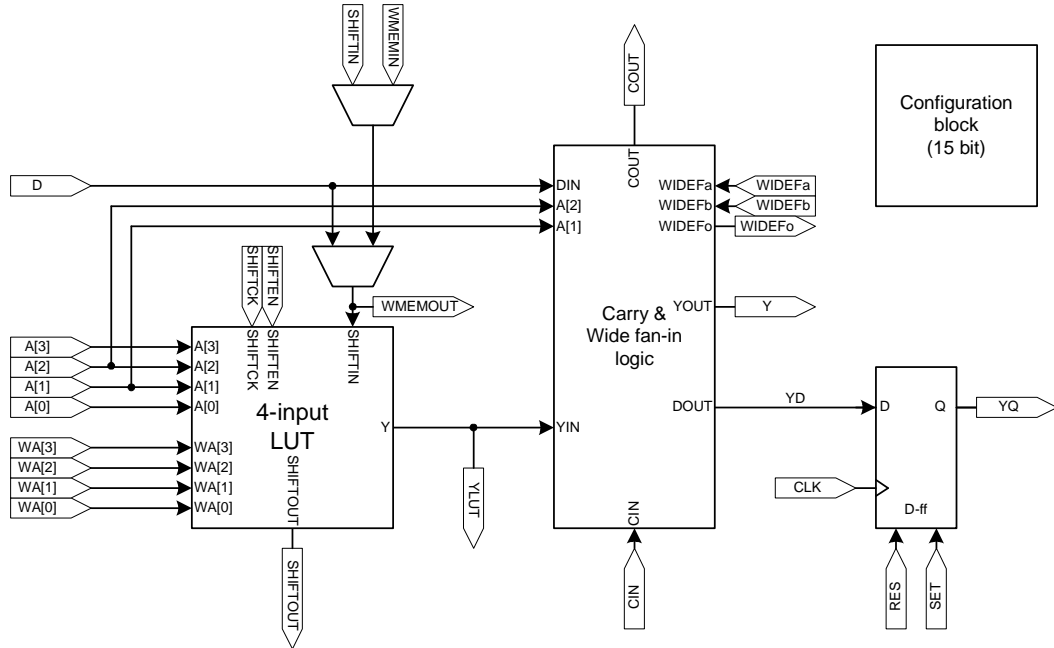 SHIFTIN
WMEMIN
COUT
Configuration
block
(15 bit)
COUT
D
DIN
WIDEFa
WIDEFa
A[2]
WIDEFb
WIDEFb
A[1]
WIDEFo
WIDEFo
SHIFTCK
SHIFTEN
WMEMOUT
YOUT
Y
Carry &
Wide fan-in
logic
SHIFTCK
SHIFTEN
SHIFTIN
A[3]
A[3]
A[2]
A[2]
A[1]
A[1]
A[0]
A[0]
4-input
LUT
Y
YIN
DOUT
YD
D
Q
YQ
WA[3]
WA[3]
WA[2]
WA[2]
WA[1]
WA[1]
WA[0]
WA[0]
SHIFTOUT
YLUT
CLK
D-ff
CIN
SHIFTOUT
CIN
RES
SET